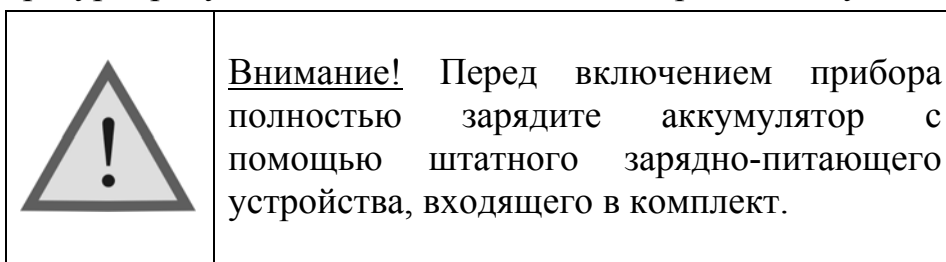 Внимание! Перед включением прибора
полностью зарядите аккумулятор с
помощью штатного зарядно-питающего
устройства, входящего в комплект.